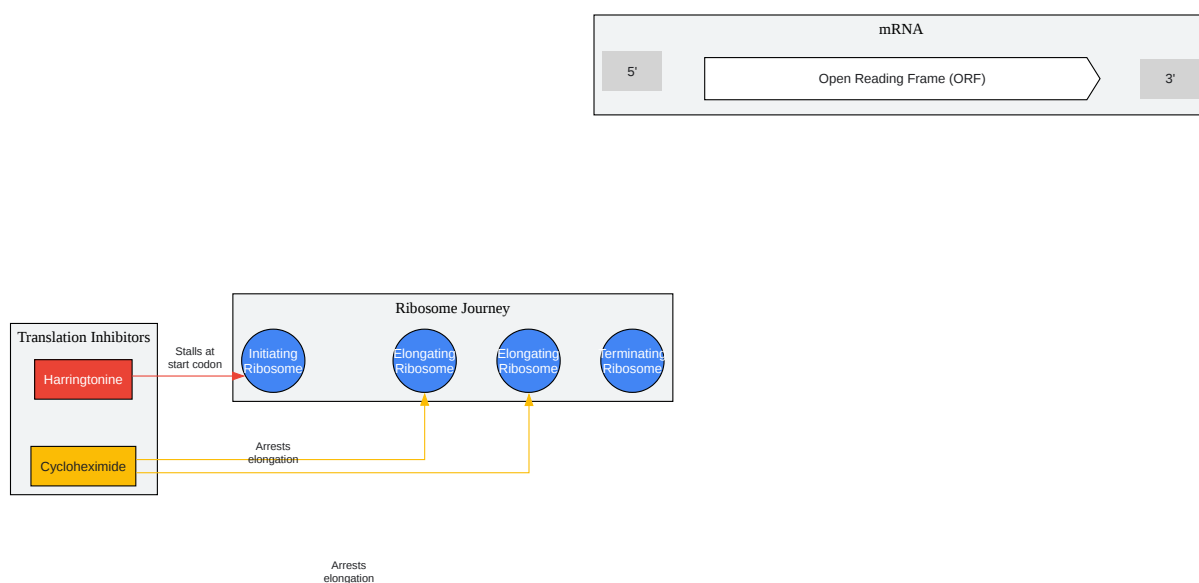 mRNA
5'
Open Reading Frame (ORF)
3'
Ribosome Journey
Translation Inhibitors
Initiating
Ribosome
Elongating
Ribosome
Elongating
Ribosome
Terminating
Ribosome
Stalls at
start codon
Harringtonine
Arrests
elongation
Cycloheximide
Arrests
elongation